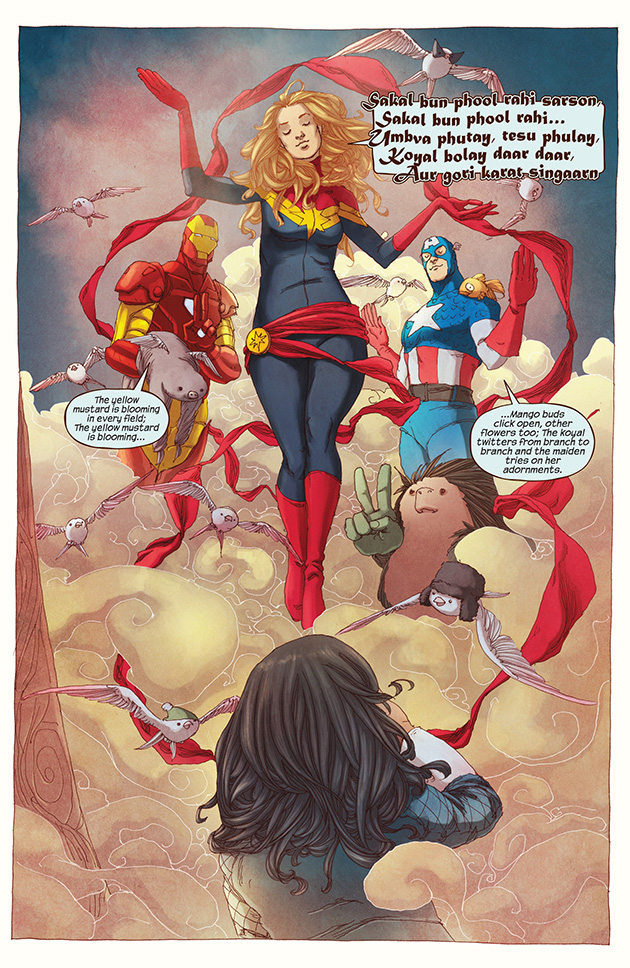 Sakal bun phool rahi sarson,
Sakal bun phool rahi...
Umbva phutay, tesu phulay,
Koyal bolay daar daar,
Aur gori karat singaarn
The yellow
mustard is blooming
in every field;
The yellow mustard
is blooming...
...Mango buds
click open, other
flowers too; The koyal
twitters from branch to
branch and the maiden
tries on her
adornments.